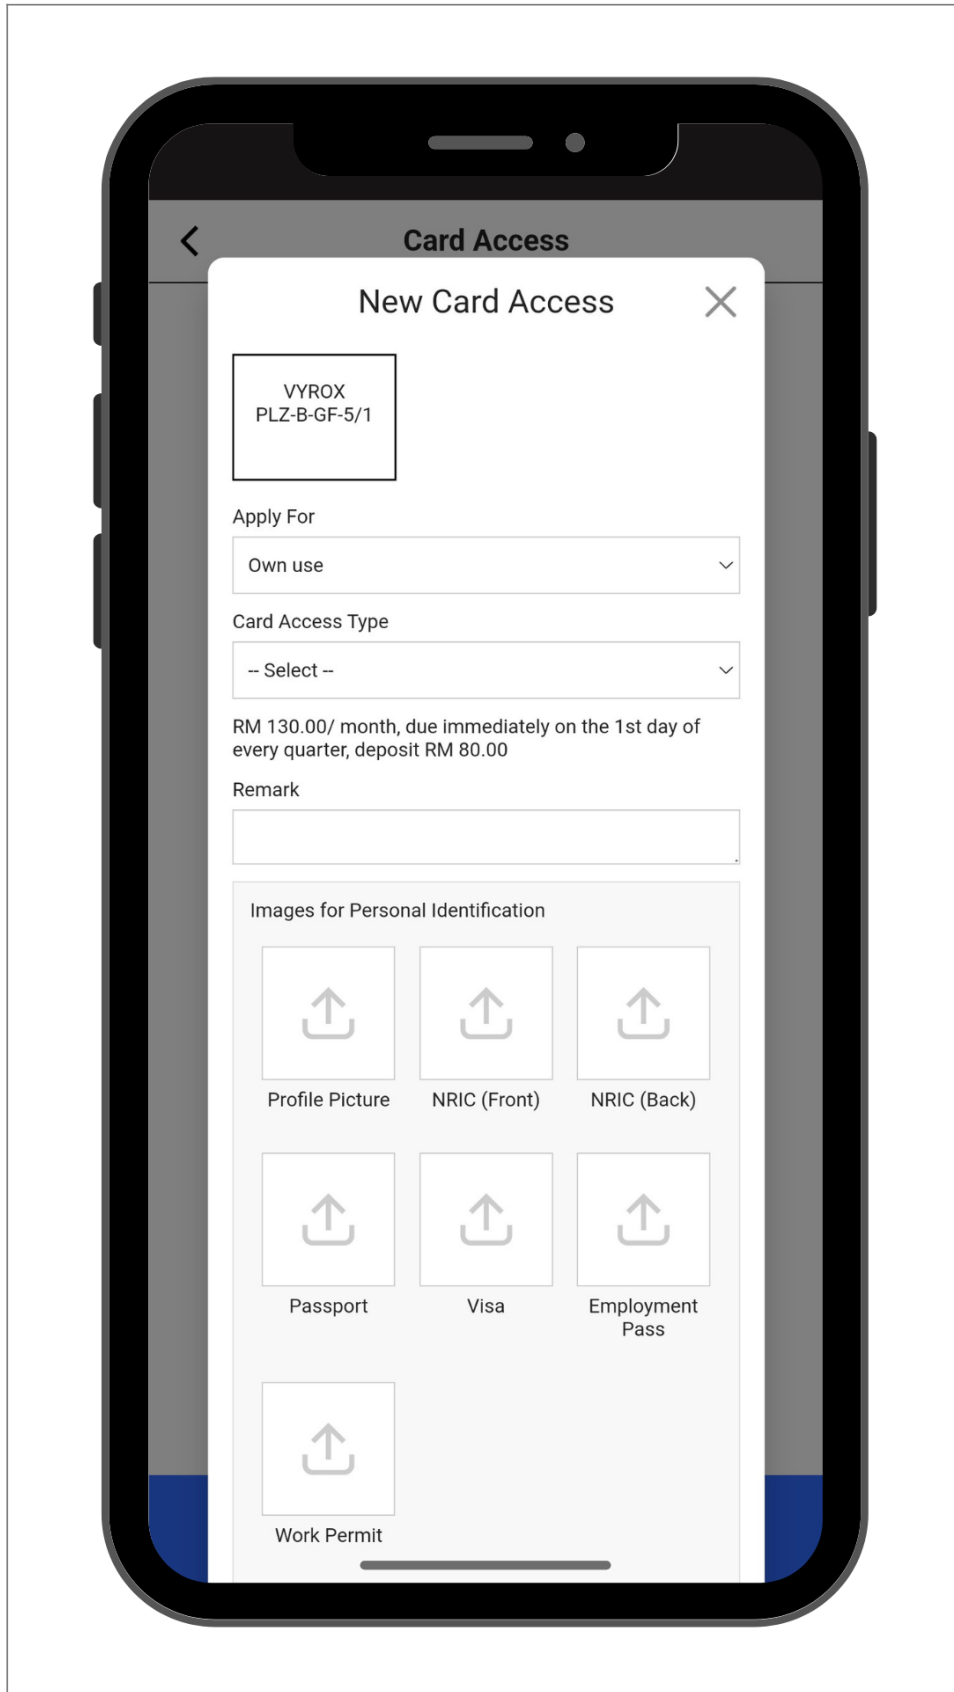 Card Access
New Card Access
VYROX
PLZ-B-GF-5/1
Apply For
Own use
Card Access Type
-- Select --
RM 130.00/ month, due immediately on the 1st day of
every quarter, deposit RM 80.00
Remark
Images for Personal Identification
Profile Picture
NRIC (Front)
NRIC (Back)
Passport
Visa
Employment
Pass
Work Permit